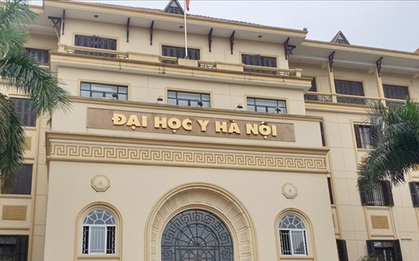 ĐẠI HỌC Y HÀ NỘI